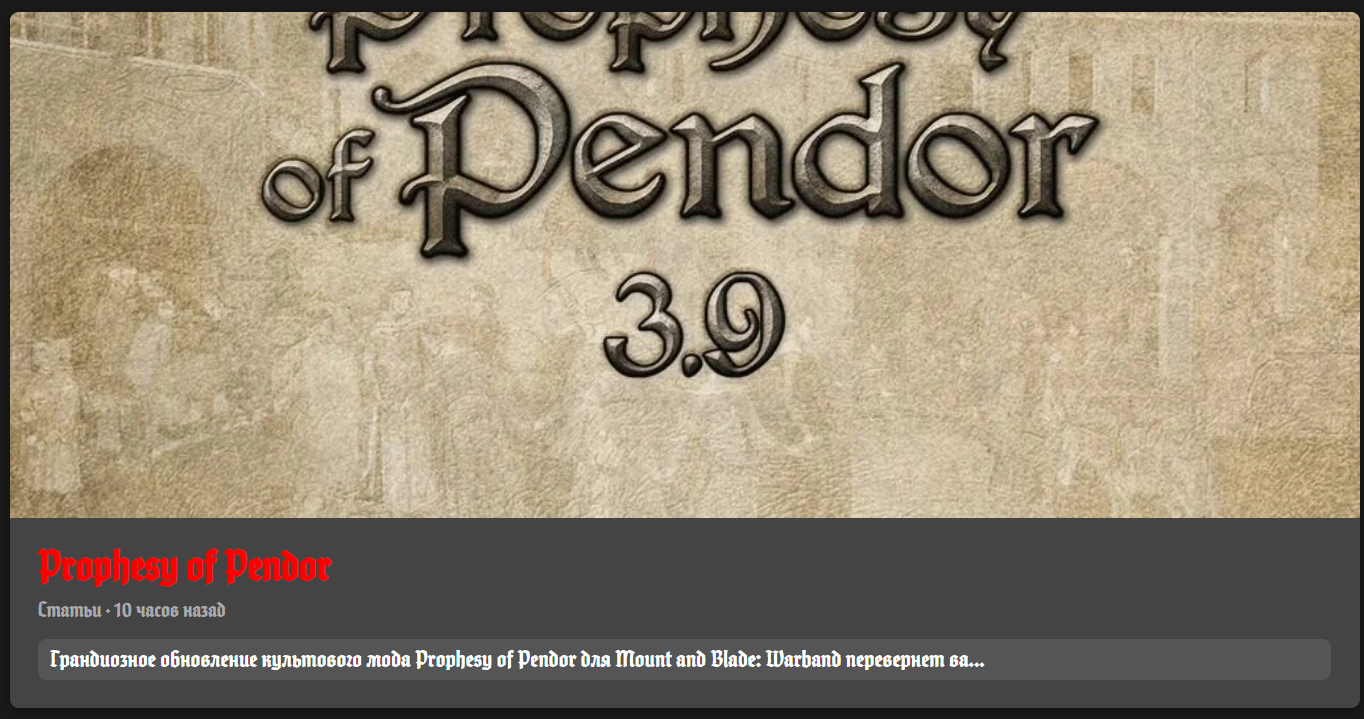 Prophesy
of Pendor
3.9
Prophesy of Pendor
Статьи • 10 часов назад
Грандиозное обновление культового мода Prophesy of Pendor для Mount and Blade: Warband перевернет ва...